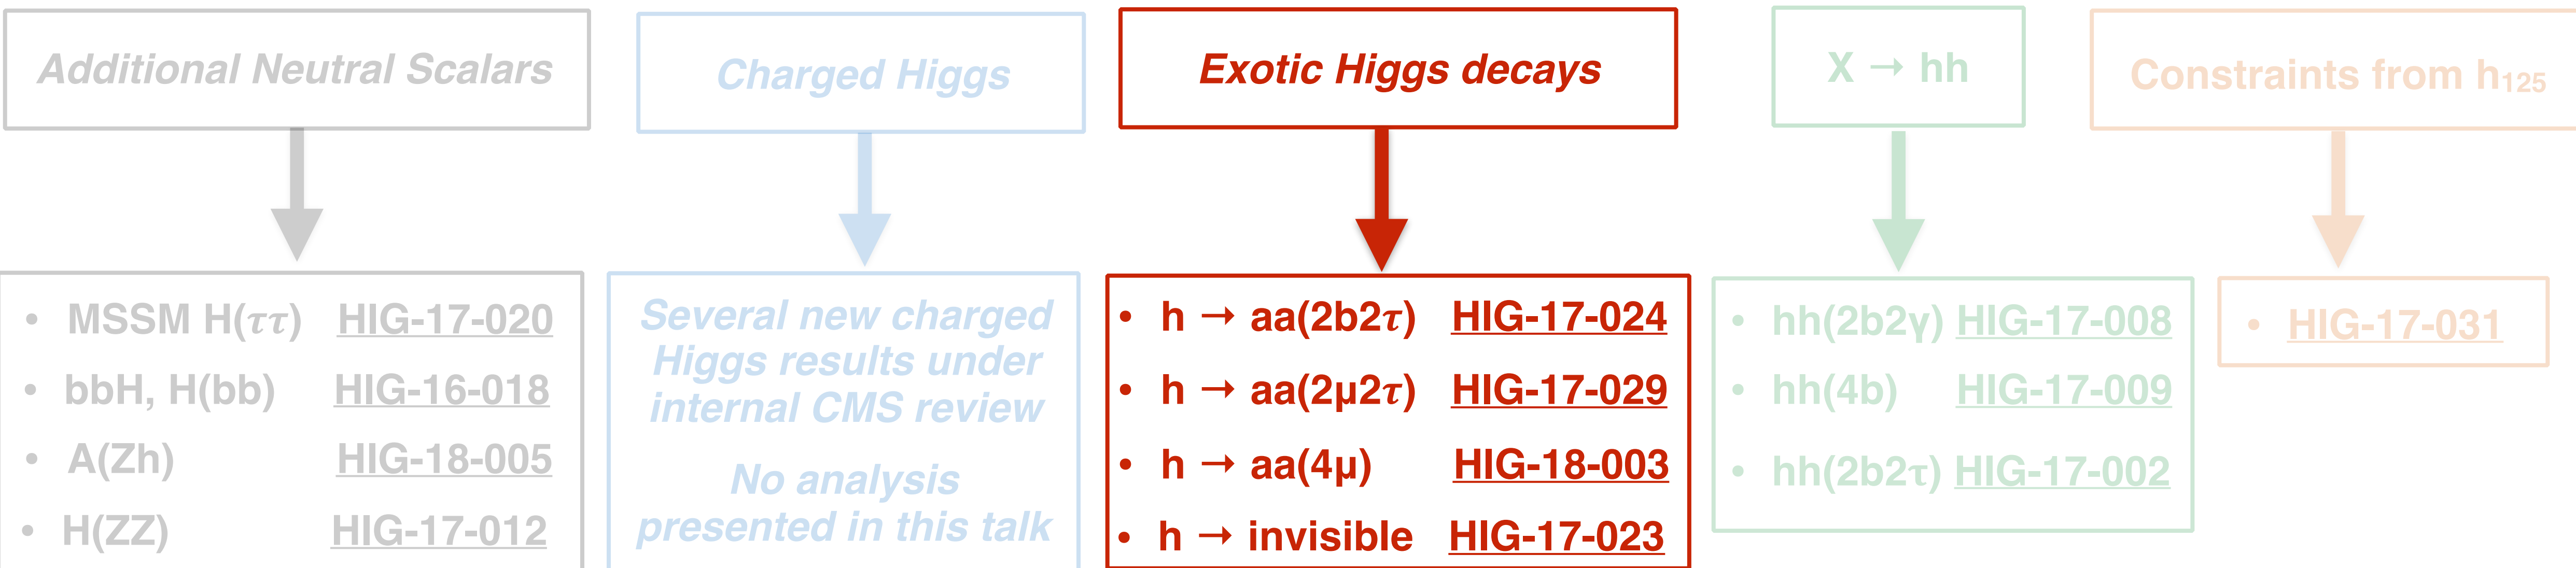 Additional Neutral Scalars
Charged Higgs
Exotic Higgs decays
X → hh
Constraints from h₁₂₅
• MSSM H(ττ) HIG-17-020
• bbH, H(bb) HIG-16-018
• A(Zh) HIG-18-005
• H(ZZ) HIG-17-012
Several new charged
Higgs results under
internal CMS review
No analysis
presented in this talk
• h → aa(2b2τ) HIG-17-024
• h → aa(2μ2τ) HIG-17-029
• h → aa(4μ) HIG-18-003
• h → invisible HIG-17-023
• hh(2b2γ) HIG-17-008
• hh(4b) HIG-17-009
• hh(2b2τ) HIG-17-002
• HIG-17-031